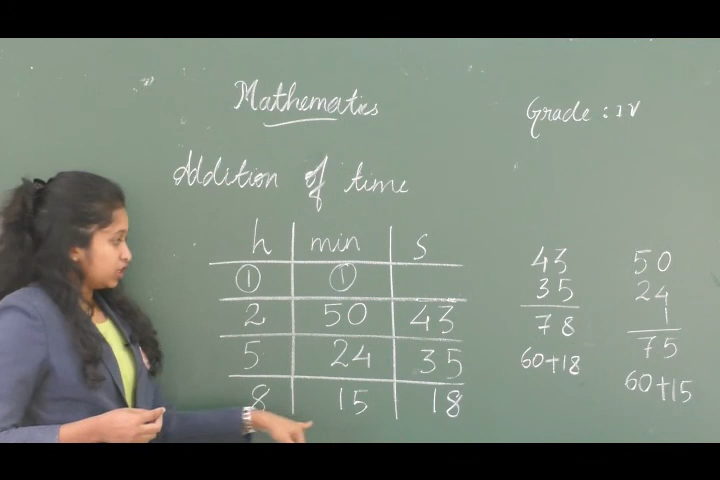 Mathematics
Grade : IV
Addition of time
h min s
① ①
2 50 43
5 24 35
8 15 18
43
35
78
60+18
50
24
1
75
60+15